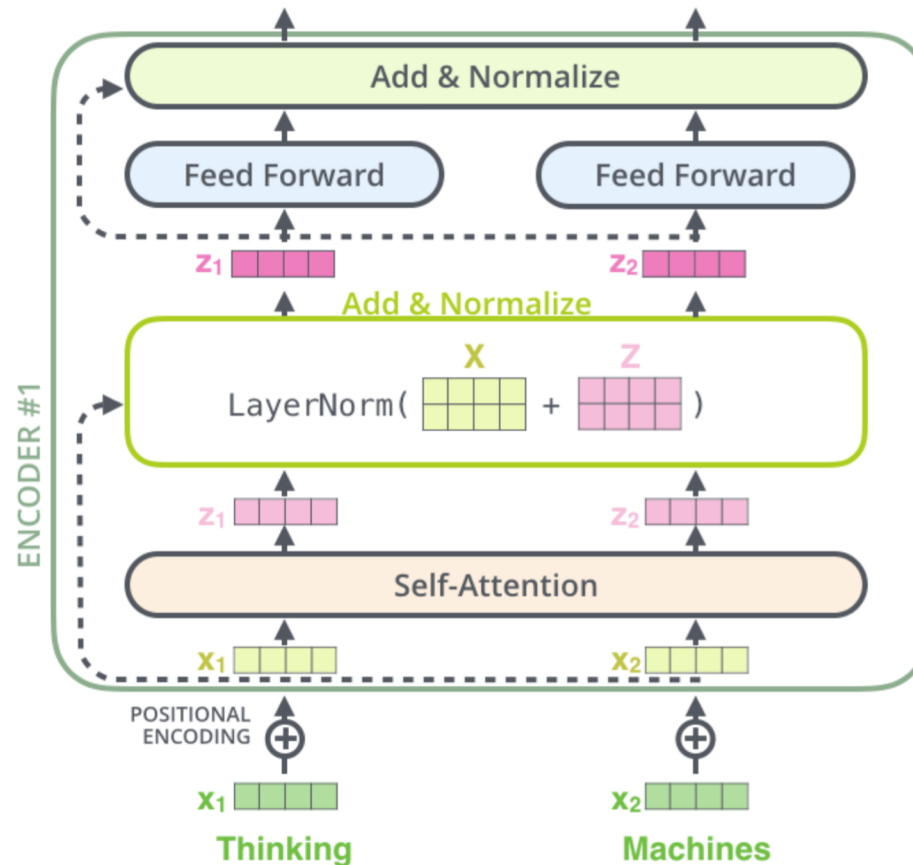 Add & Normalize
Feed Forward Feed Forward
z1 z2
Add & Normalize
X Z
LayerNorm( + )
ENCODER #1
z1 z2
Self-Attention
x1 x2
POSITIONAL
ENCODING
x1 x2
Thinking Machines